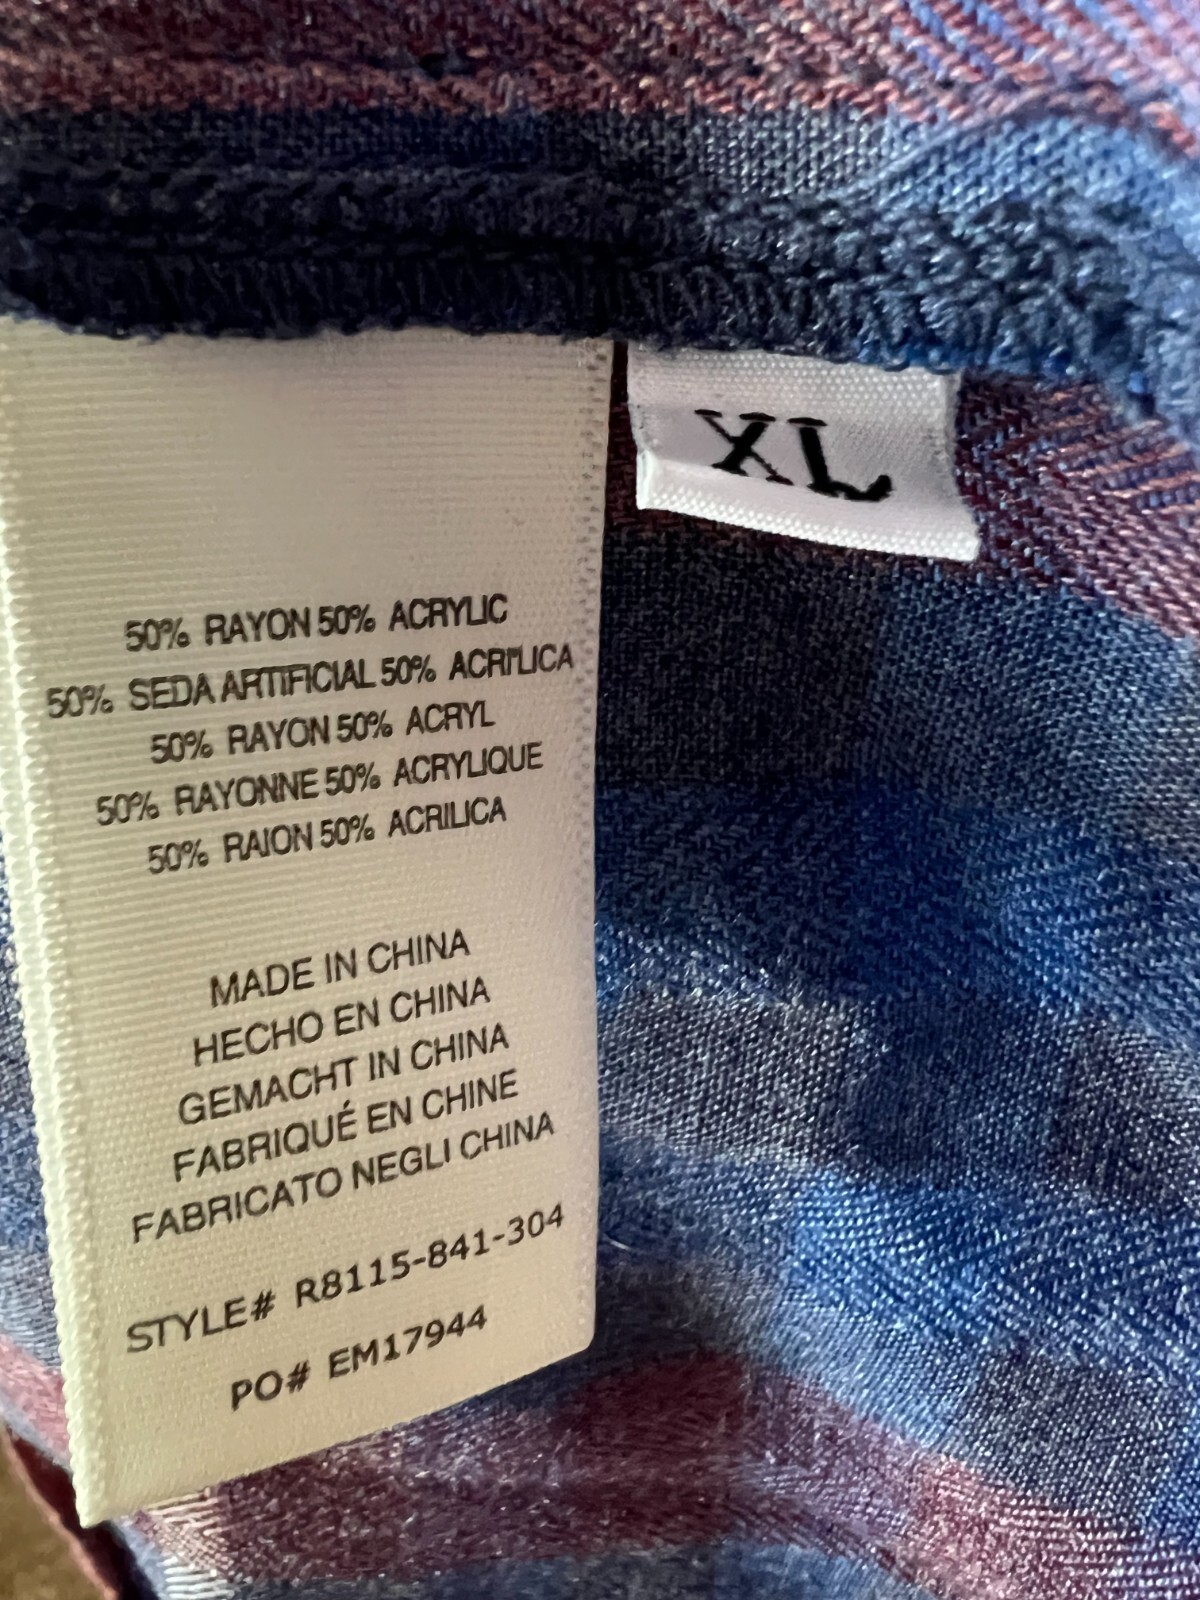 XL
50% RAYON 50% ACRYLIC
50% SEDA ARTIFICIAL 50% ACRI'LICA
50% RAYON 50% ACRYL
50% RAYONNE 50% ACRYLIQUE
50% RAION 50% ACRILICA
MADE IN CHINA
HECHO EN CHINA
GEMACHT IN CHINA
FABRIQUÉ EN CHINE
FABRICATO NEGLI CHINA
STYLE# R8115-841-304
PO# EM17944